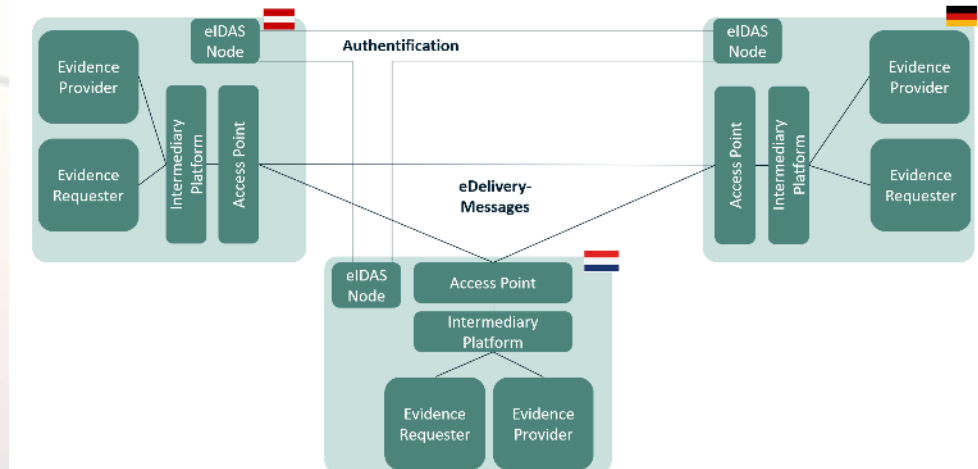 eIDAS
Node
Evidence
Provider
Evidence
Requester
Intermediary
Platform
Access Point
Authentification
eDelivery-
Messages
eIDAS
Node
Access Point
Intermediary
Platform
Evidence
Provider
Evidence
Requester
eIDAS
Node
Access Point
Intermediary
Platform
Evidence
Requester
Evidence
Provider